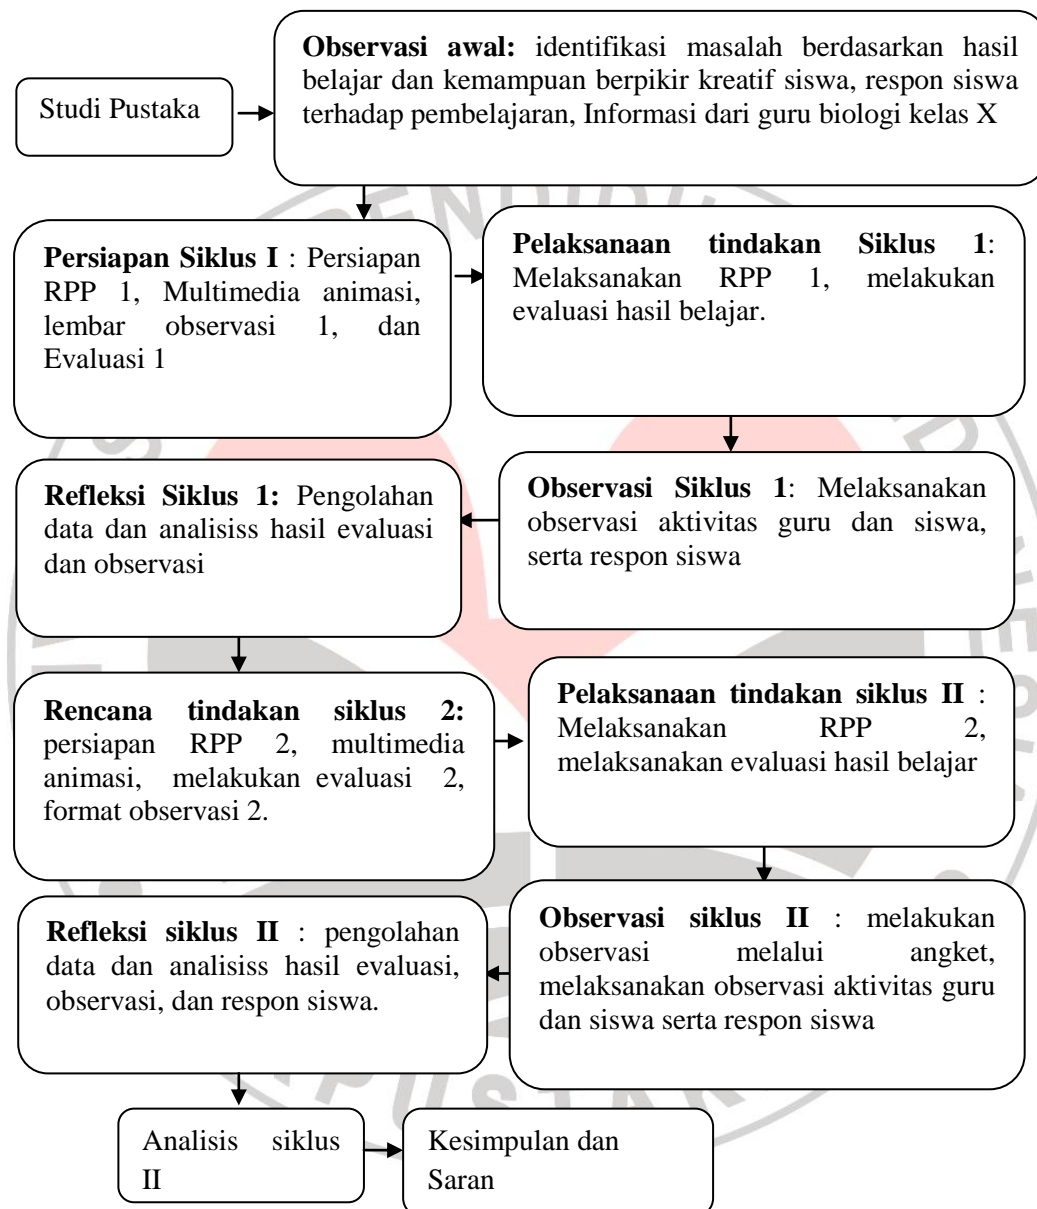 Studi Pustaka
Observasi awal: identifikasi masalah berdasarkan hasil
belajar dan kemampuan berpikir kreatif siswa, respon siswa
terhadap pembelajaran, Informasi dari guru biologi kelas X
Persiapan Siklus I : Persiapan
RPP 1, Multimedia animasi,
lembar observasi 1, dan
Evaluasi 1
Pelaksanaan tindakan Siklus 1:
Melaksanakan RPP 1, melakukan
evaluasi hasil belajar.
Observasi Siklus 1: Melaksanakan
observasi aktivitas guru dan siswa,
serta respon siswa
Refleksi Siklus 1: Pengolahan
data dan analisiss hasil evaluasi
dan observasi
Rencana tindakan siklus 2:
persiapan RPP 2, multimedia
animasi, melakukan evaluasi 2,
format observasi 2.
Pelaksanaan tindakan siklus II :
Melaksanakan RPP 2,
melaksanakan evaluasi hasil belajar
Observasi siklus II : melakukan
observasi melalui angket,
melaksanakan observasi aktivitas guru
dan siswa serta respon siswa
Refleksi siklus II : pengolahan
data dan analisiss hasil evaluasi,
observasi, dan respon siswa.
Analisis siklus
II
Kesimpulan dan
Saran